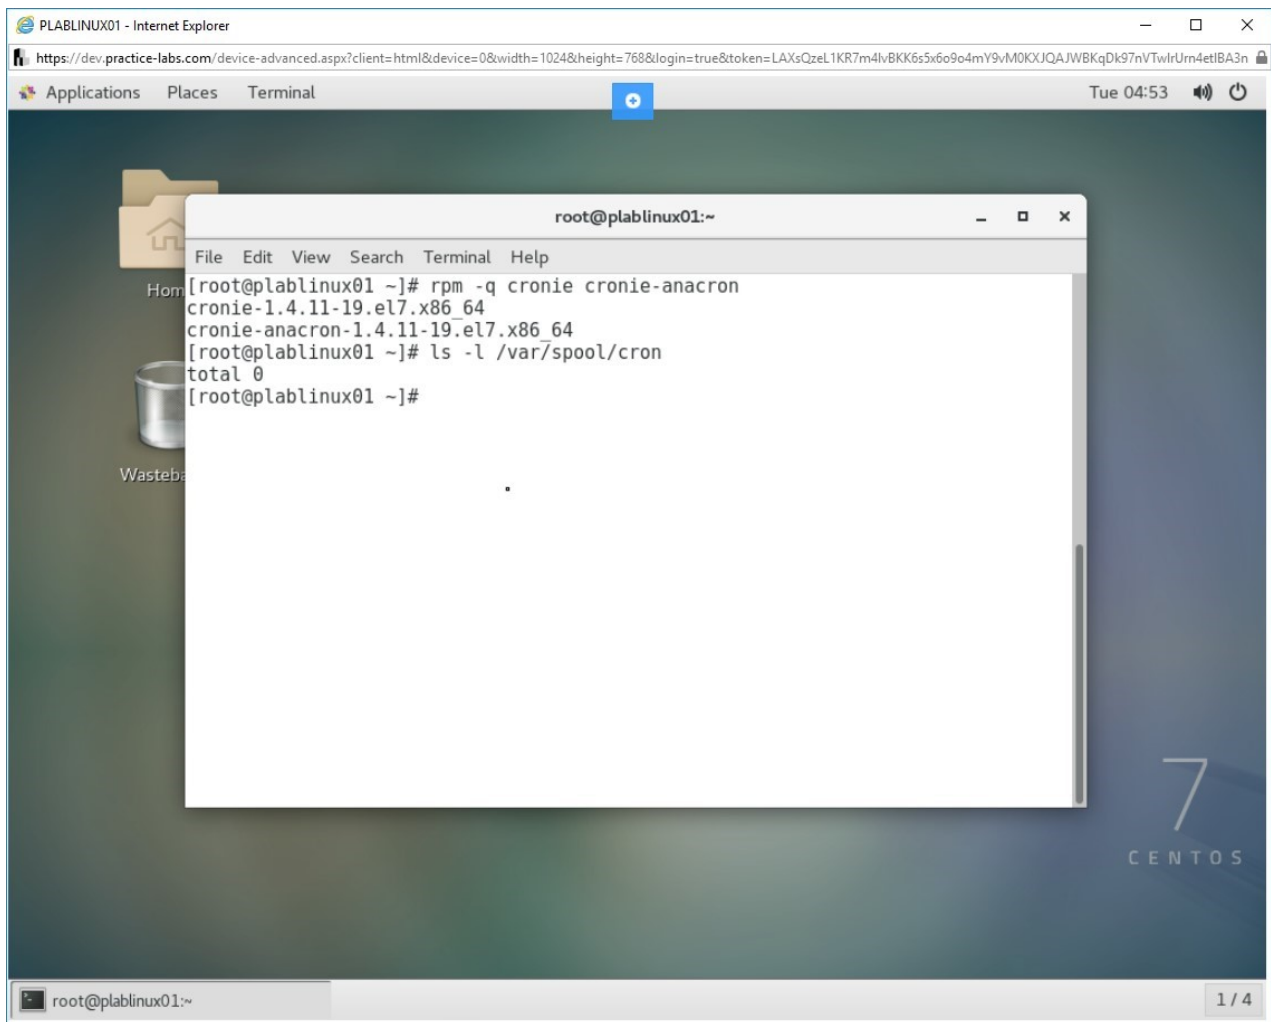 PLABLINUX01 - Internet Explorer
https://dev.practice-labs.com/device-advanced.aspx?client=html&device=0&width=1024&height=768&login=true&token=
Applications Places Terminal Tue 04:53
root@plablinux01:~
File Edit View Search Terminal Help
[root@plablinux01 ~]# rpm -q cronie cronie-anacron
cronie-1.4.11-19.el7.x86_64
cronie-anacron-1.4.11-19.el7.x86_64
[root@plablinux01 ~]# ls -l /var/spool/cron
total 0
[root@plablinux01 ~]#
Hom
Wasteba
7
CENTOS
root@plablinux01:~ 1 / 4